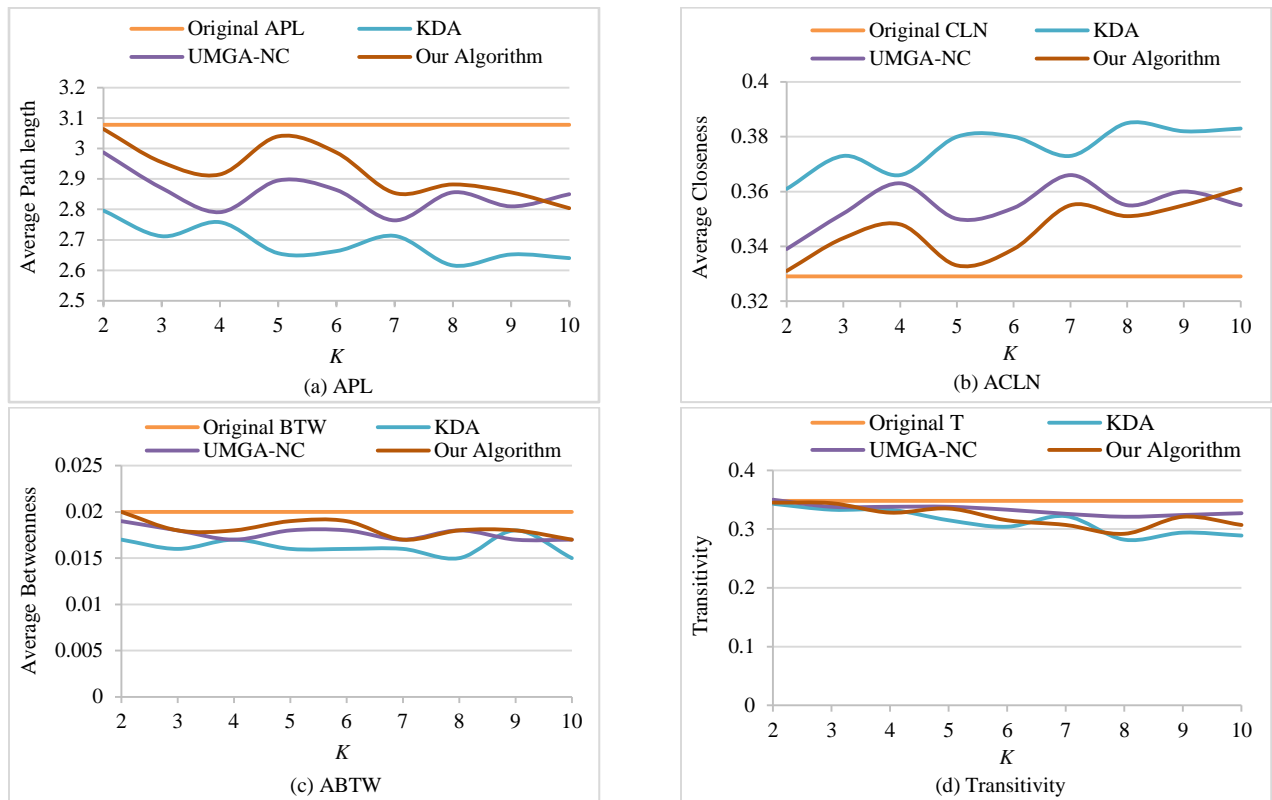 Original APL KDA
UMGA-NC Our Algorithm
Average Path length
3.2
3.1
3
2.9
2.8
2.7
2.6
2.5
2 3 4 5 6 7 8 9 10
K
(a) APL
Original CLN KDA
UMGA-NC Our Algorithm
Average Closeness
0.4
0.38
0.36
0.34
0.32
2 3 4 5 6 7 8 9 10
K
(b) ACLN
Original BTW KDA
UMGA-NC Our Algorithm
Average Betweenness
0.025
0.02
0.015
0.01
0.005
0
2 3 4 5 6 7 8 9 10
K
(c) ABTW
Original T KDA
UMGA-NC Our Algorithm
Transitivity
0.4
0.3
0.2
0.1
0
2 3 4 5 6 7 8 9 10
K
(d) Transitivity